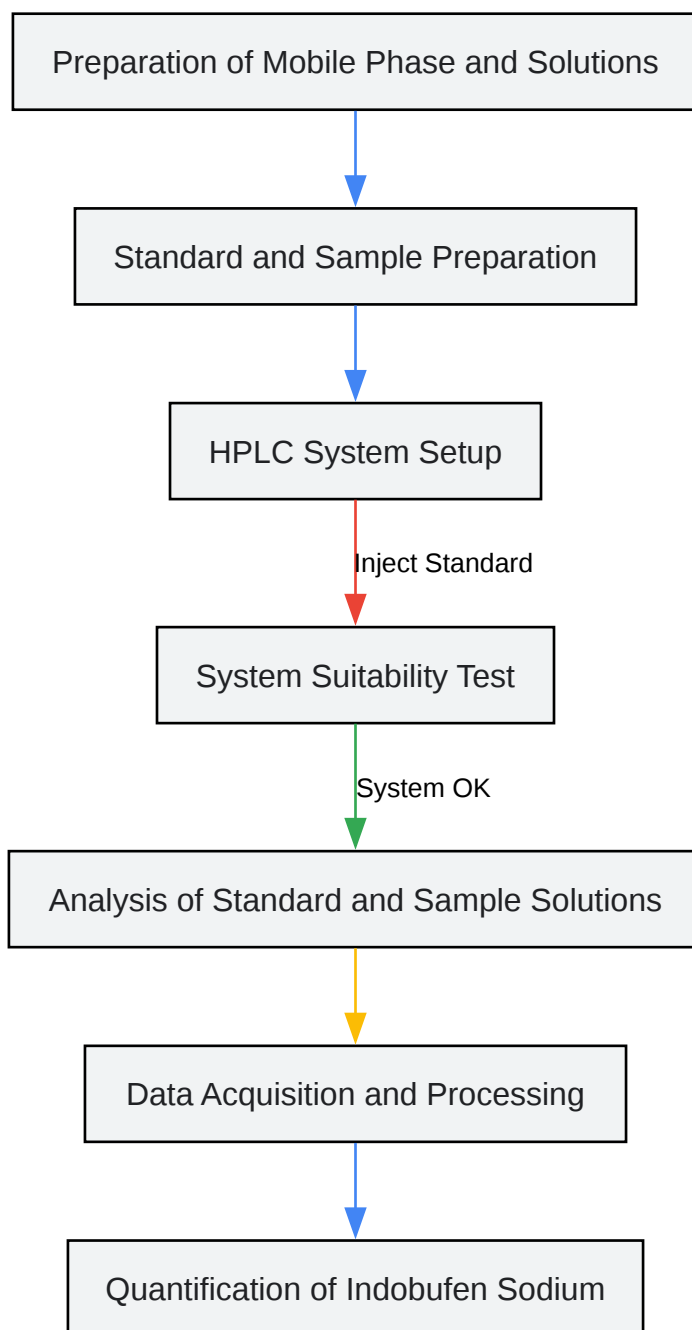 Preparation of Mobile Phase and Solutions
Standard and Sample Preparation
HPLC System Setup
Inject Standard
System Suitability Test
System OK
Analysis of Standard and Sample Solutions
Data Acquisition and Processing
Quantification of Indobufen Sodium